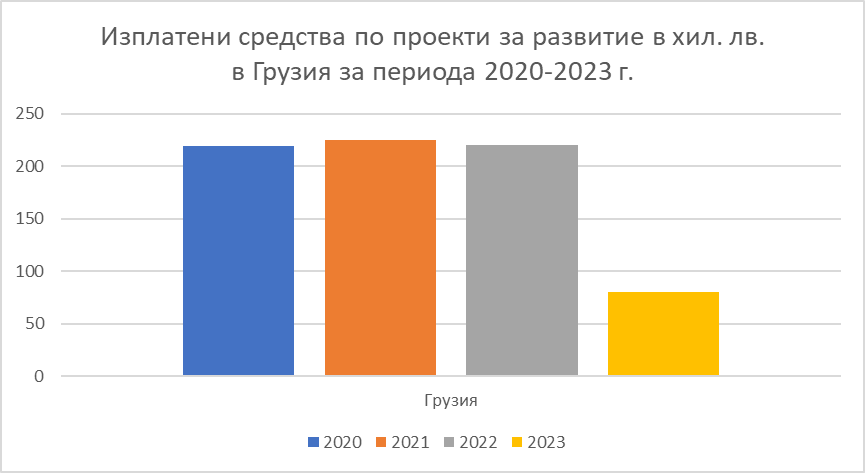 Изплатени средства по проекти за развитие в хил. лв.
в Грузия за периода 2020-2023 г.
250
200
150
100
50
0
Грузия
2020 2021 2022 2023